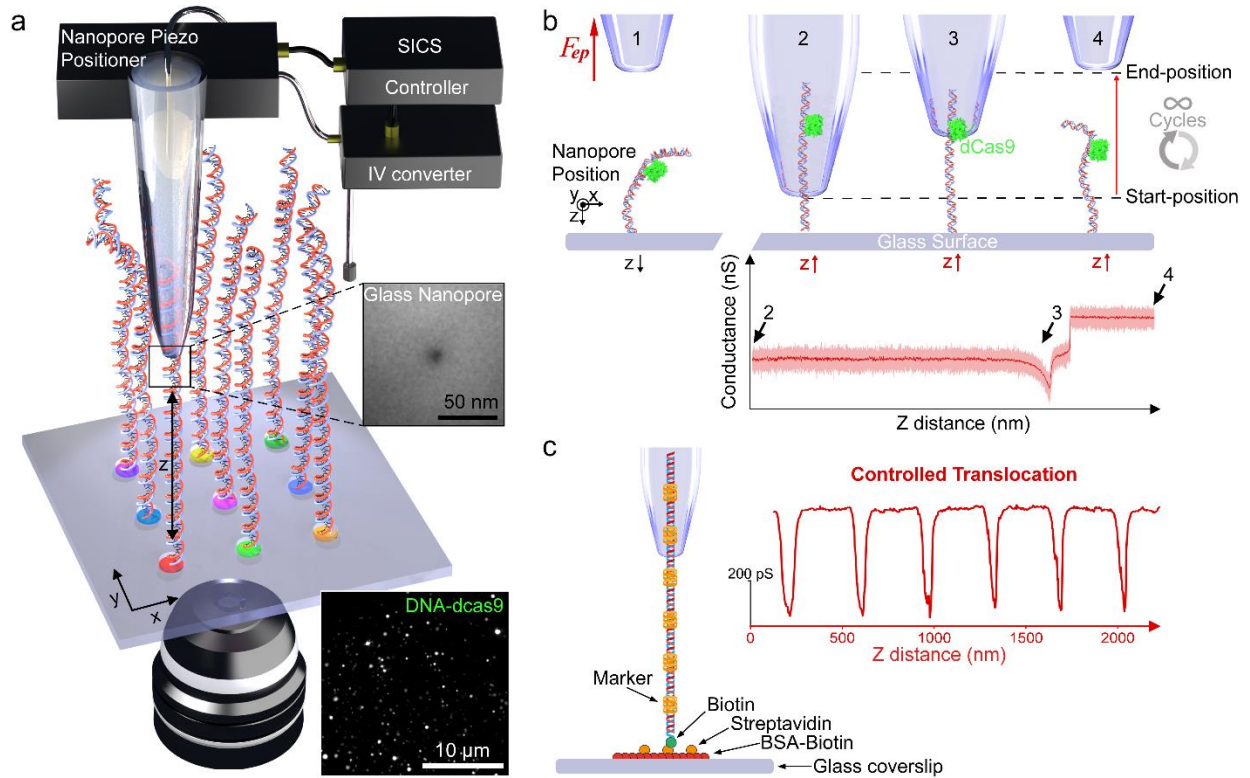 a
Nanopore Piezo
Positioner
SICS
Controller
IV converter
Glass Nanopore
50 nm
z
y
x
DNA-dcas9
10 µm
b
Fep
1
2
3
4
End-position
∞
Cycles
dCas9
Nanopore
Position
y
x
z
Start-position
Glass Surface
z↓
z↑
z↑
z↑
Conductance (nS)
2
3
4
Z distance (nm)
c
Controlled Translocation
200 pS
0
500
1000
1500
2000
Z distance (nm)
Marker
Biotin
Streptavidin
BSA-Biotin
Glass coverslip